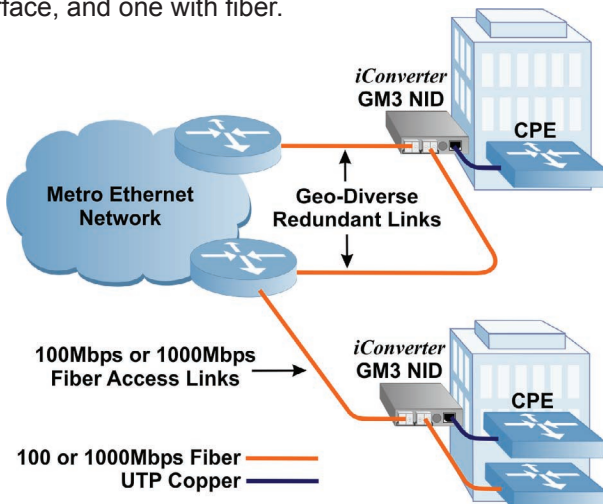 rface, and one with fiber.
iConverter
GM3 NID
CPE
Metro Ethernet
Network
Geo-Diverse
Redundant Links
100Mbps or 1000Mbps
Fiber Access Links
iConverter
GM3 NID
CPE
100 or 1000Mbps Fiber
UTP Copper